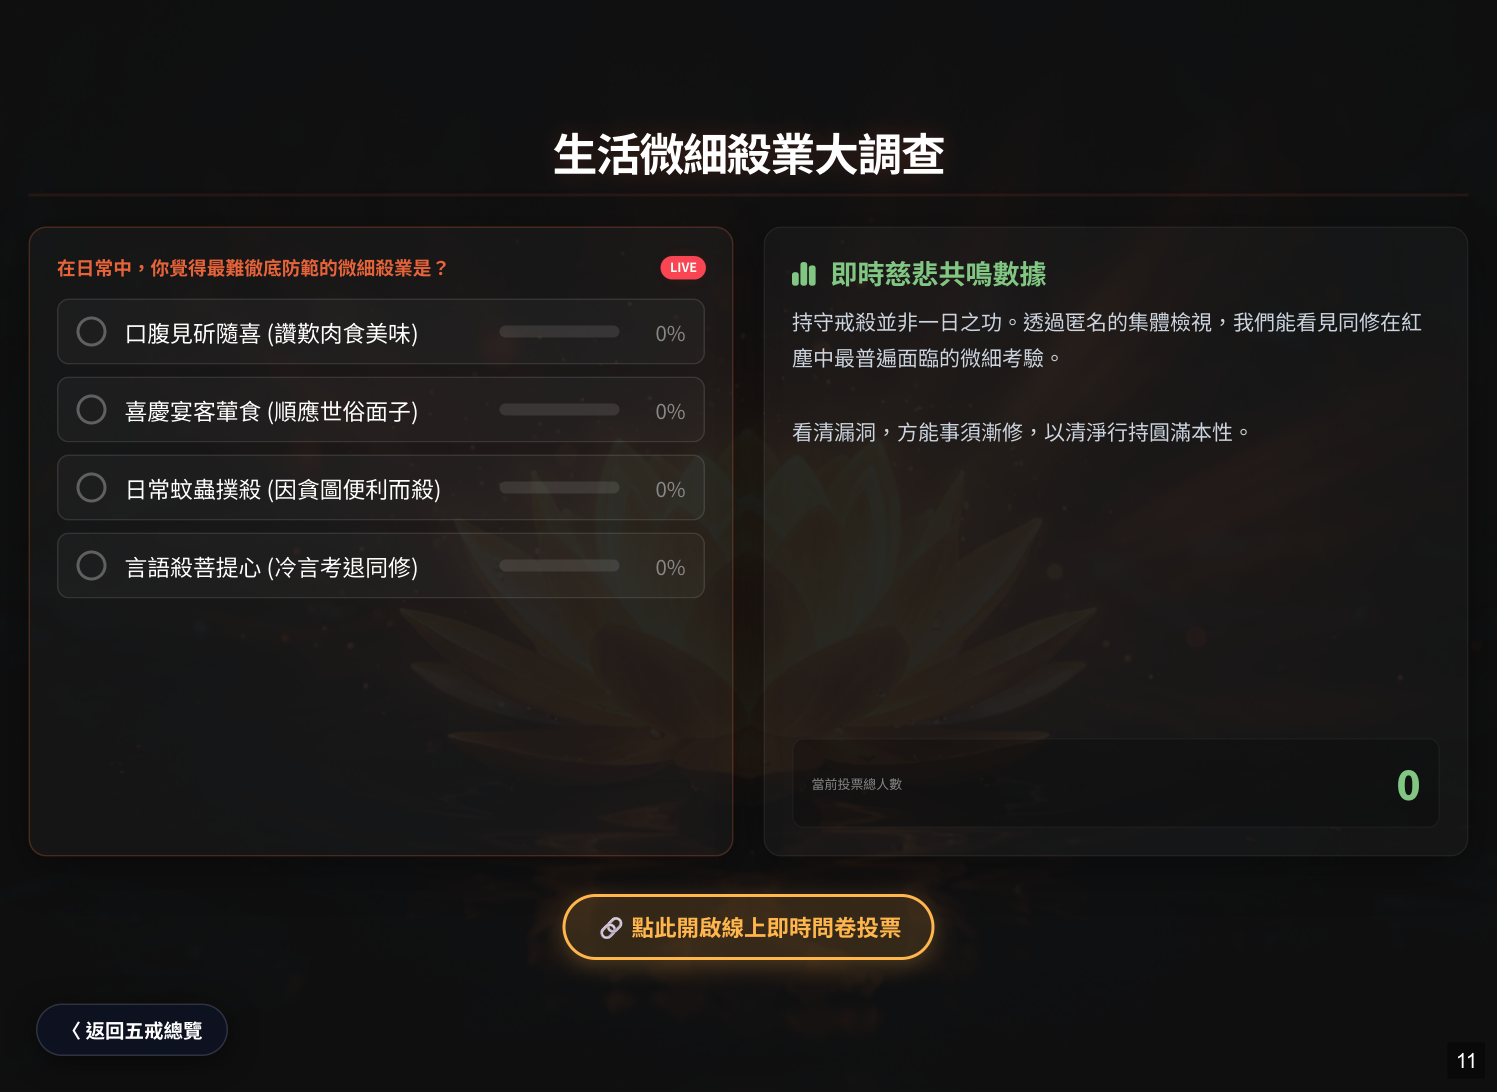 生活微細殺業大調查
在日常中，你覺得最難徹底防範的微細殺業是？
LIVE
口腹見斫隨喜 (讚歎肉食美味)
0%
喜慶宴客葷食 (順應世俗面子)
0%
日常蚊蟲撲殺 (因貪圖便利而殺)
0%
言語殺菩提心 (冷言考退同修)
0%
即時慈悲共鳴數據
持守戒殺並非一日之功。透過匿名的集體檢視，我們能看見同修在紅
塵中最普遍面臨的微細考驗。
看清漏洞，方能事須漸修，以清淨行持圓滿本性。
當前投票總人數
0
點此開啟線上即時問卷投票
〈 返回五戒總覽
11